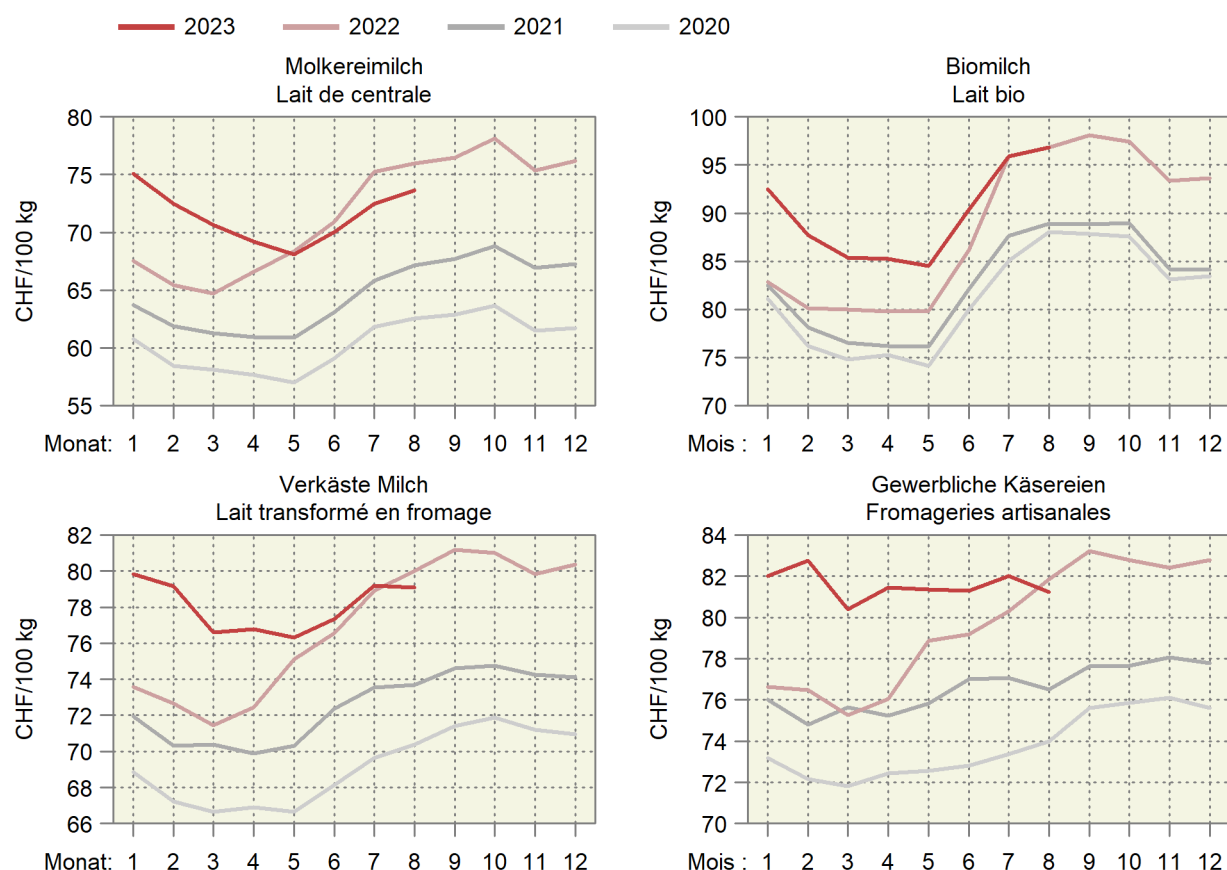 2023 2022 2021 2020
Molkereimilch
Lait de centrale
80
75
70
65
60
55
CHF/100 kg
Monat: 1 2 3 4 5 6 7 8 9 10 11 12
Biomilch
Lait bio
100
95
90
85
80
75
70
CHF/100 kg
Mois : 1 2 3 4 5 6 7 8 9 10 11 12
Verkäste Milch
Lait transformé en fromage
82
80
78
76
74
72
70
68
66
CHF/100 kg
Monat: 1 2 3 4 5 6 7 8 9 10 11 12
Gewerbliche Käsereien
Fromageries artisanales
84
82
80
78
76
74
72
70
CHF/100 kg
Mois : 1 2 3 4 5 6 7 8 9 10 11 12